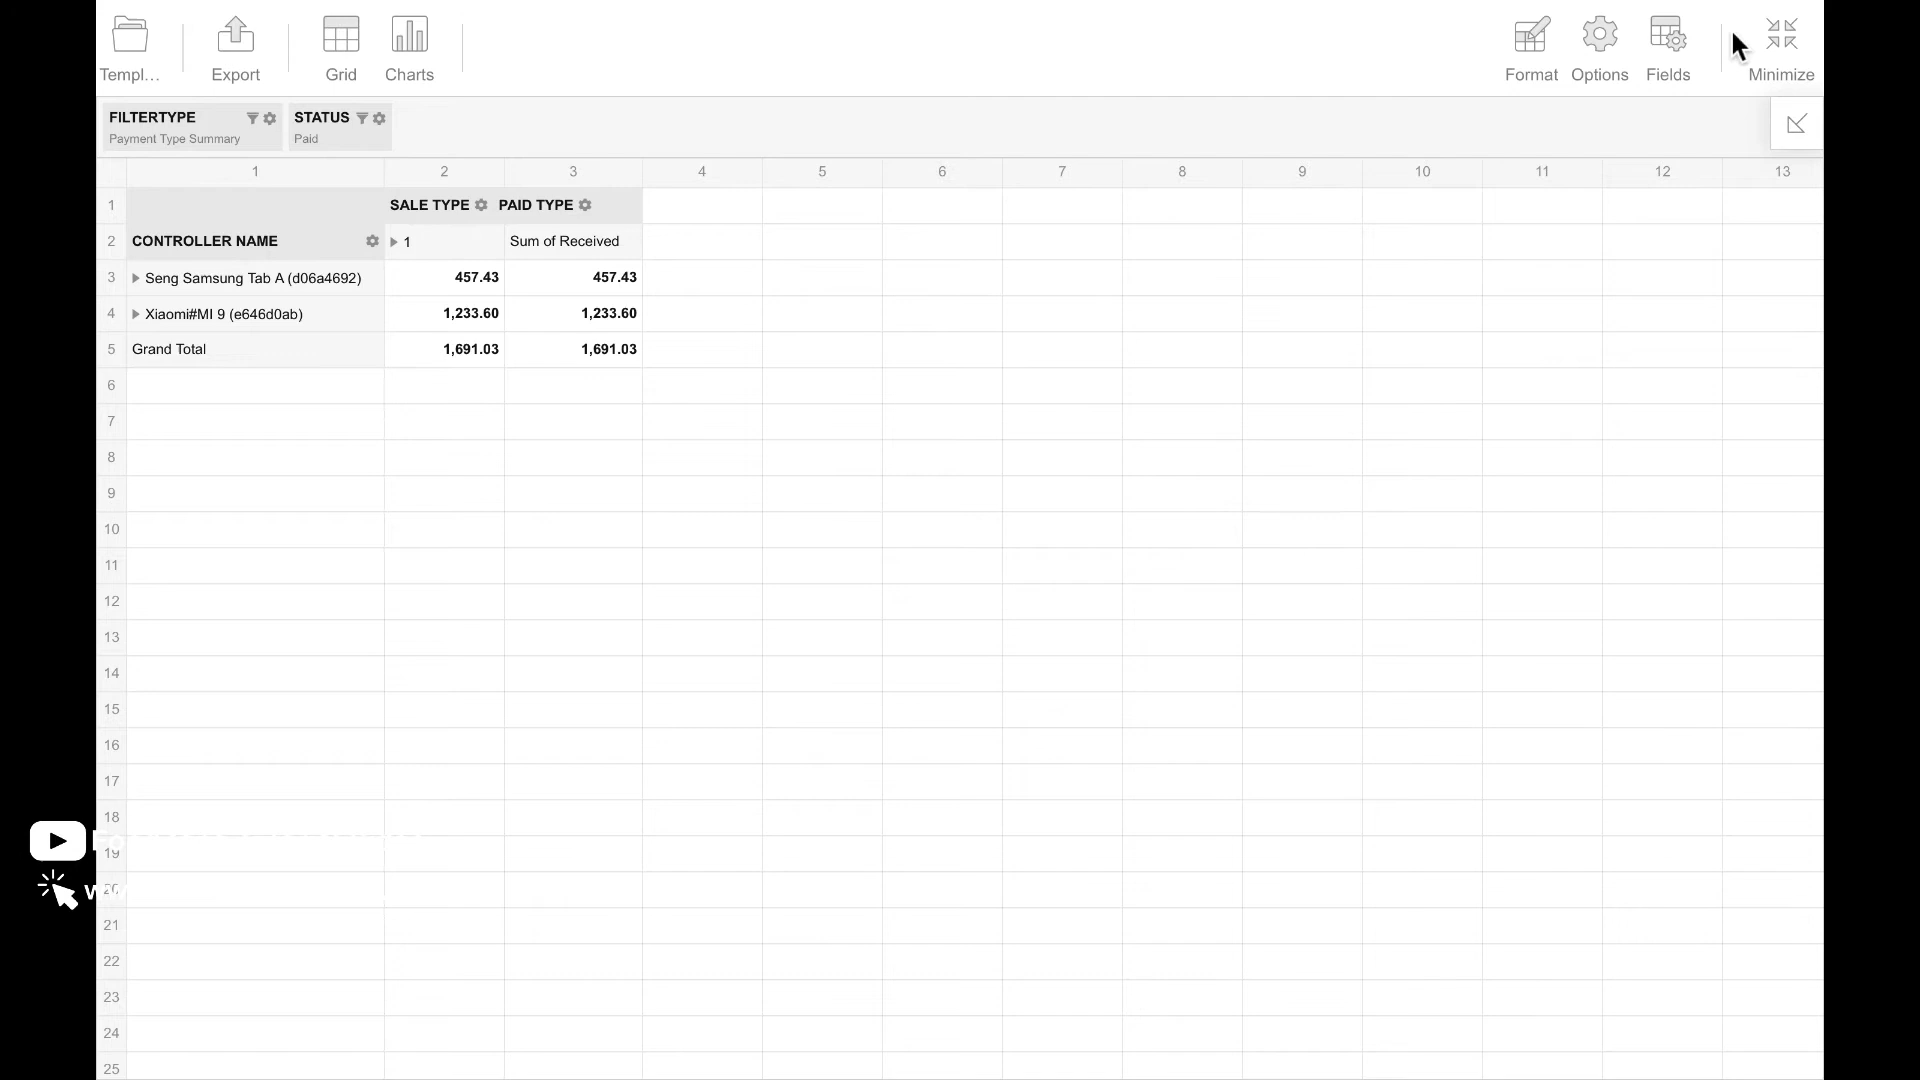 Templ...
Export
Grid
Charts
Format
Options
Fields
Minimize
FILTERTYPE
Payment Type Summary
STATUS
Paid
1 2 3 4 5 6 7 8 9 10 11 12 13
1 SALE TYPE PAID TYPE
2 CONTROLLER NAME 1 Sum of Received
3 Seng Samsung Tab A (d06a4692) 457.43 457.43
4 Xiaomi#MI 9 (e646d0ab) 1,233.60 1,233.60
5 Grand Total 1,691.03 1,691.03
6
7
8
9
10
11
12
13
14
15
16
17
18
19
20
21
22
23
24
25